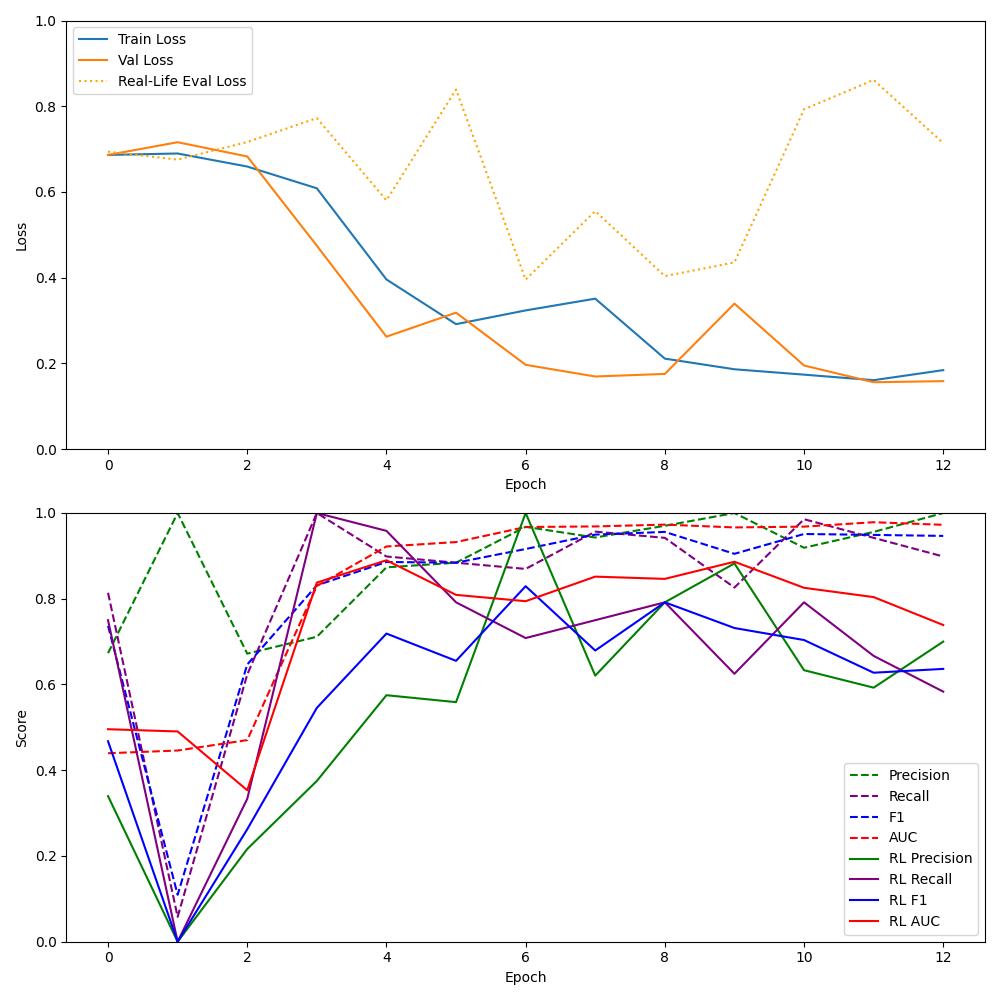 1.0
0.8
0.6
0.4
0.2
0.0
Loss
Train Loss
Val Loss
Real-Life Eval Loss
0 2 4 6 8 10 12
Epoch
1.0
0.8
0.6
0.4
0.2
0.0
Score
Precision
Recall
F1
AUC
RL Precision
RL Recall
RL F1
RL AUC
0 2 4 6 8 10 12
Epoch